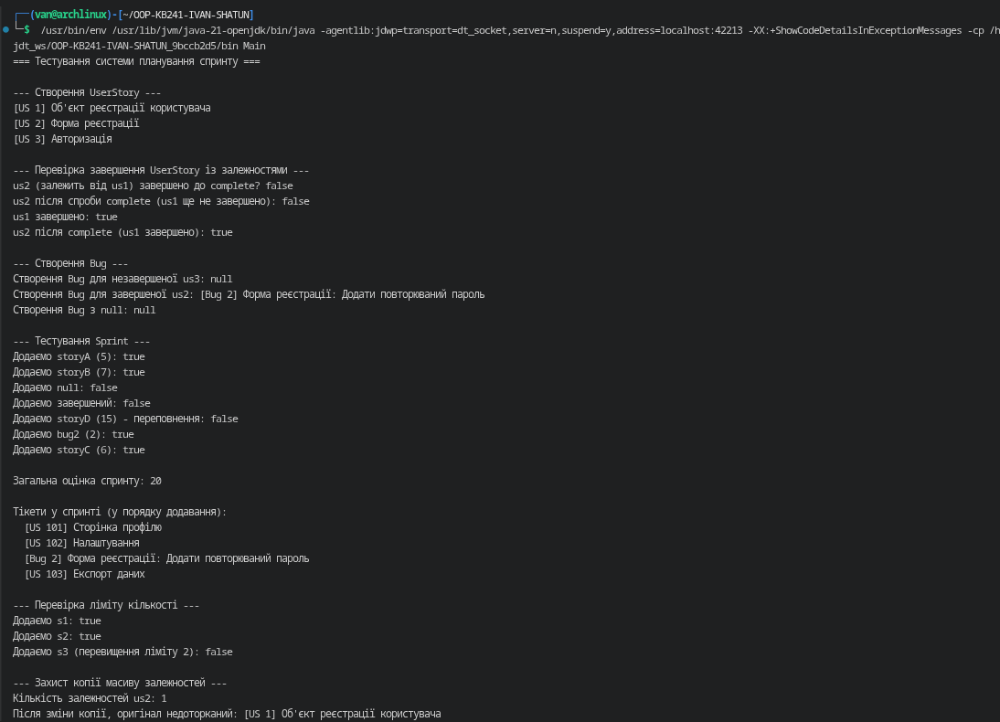 ┌──(van@archlinux)-[~/OOP-KB241-IVAN-SHATUN]
└─$ /usr/bin/env /usr/lib/jvm/java-21-openjdk/bin/java -agentlib:jdwp=transport=dt_socket,server=n,suspend=y,address=localhost:42213 -XX:+ShowCodeDetailsInExceptionMessages -cp /h
jdt_ws/OOP-KB241-IVAN-SHATUN_9bccb2d5/bin Main
=== Тестування системи планування спринту ===
--- Створення UserStory ---
[US 1] Об'єкт реєстрації користувача
[US 2] Форма реєстрації
[US 3] Авторизація
--- Перевірка завершення UserStory із залежностями ---
us2 (залежить від us1) завершено до complete? false
us2 після спроби complete (us1 ще не завершено): false
us1 завершено: true
us2 після complete (us1 завершено): true
--- Створення Bug ---
Створення Bug для незавершеної us3: null
Створення Bug для завершеної us2: [Bug 2] Форма реєстрації: Додати повторюваний пароль
Створення Bug з null: null
--- Тестування Sprint ---
Додаємо storyA (5): true
Додаємо storyB (7): true
Додаємо null: false
Додаємо завершений: false
Додаємо storyD (15) - переповнення: false
Додаємо bug2 (2): true
Додаємо storyC (6): true
Загальна оцінка спринту: 20
Тікети у спринті (у порядку додавання):
[US 101] Сторінка профілю
[US 102] Налаштування
[Bug 2] Форма реєстрації: Додати повторюваний пароль
[US 103] Експорт даних
--- Перевірка ліміту кількості ---
Додаємо s1: true
Додаємо s2: true
Додаємо s3 (перевищення ліміту 2): false
--- Захист копії масиву залежностей ---
Кількість залежностей us2: 1
Після зміни копії, оригінал недоторканий: [US 1] Об'єкт реєстрації користувача